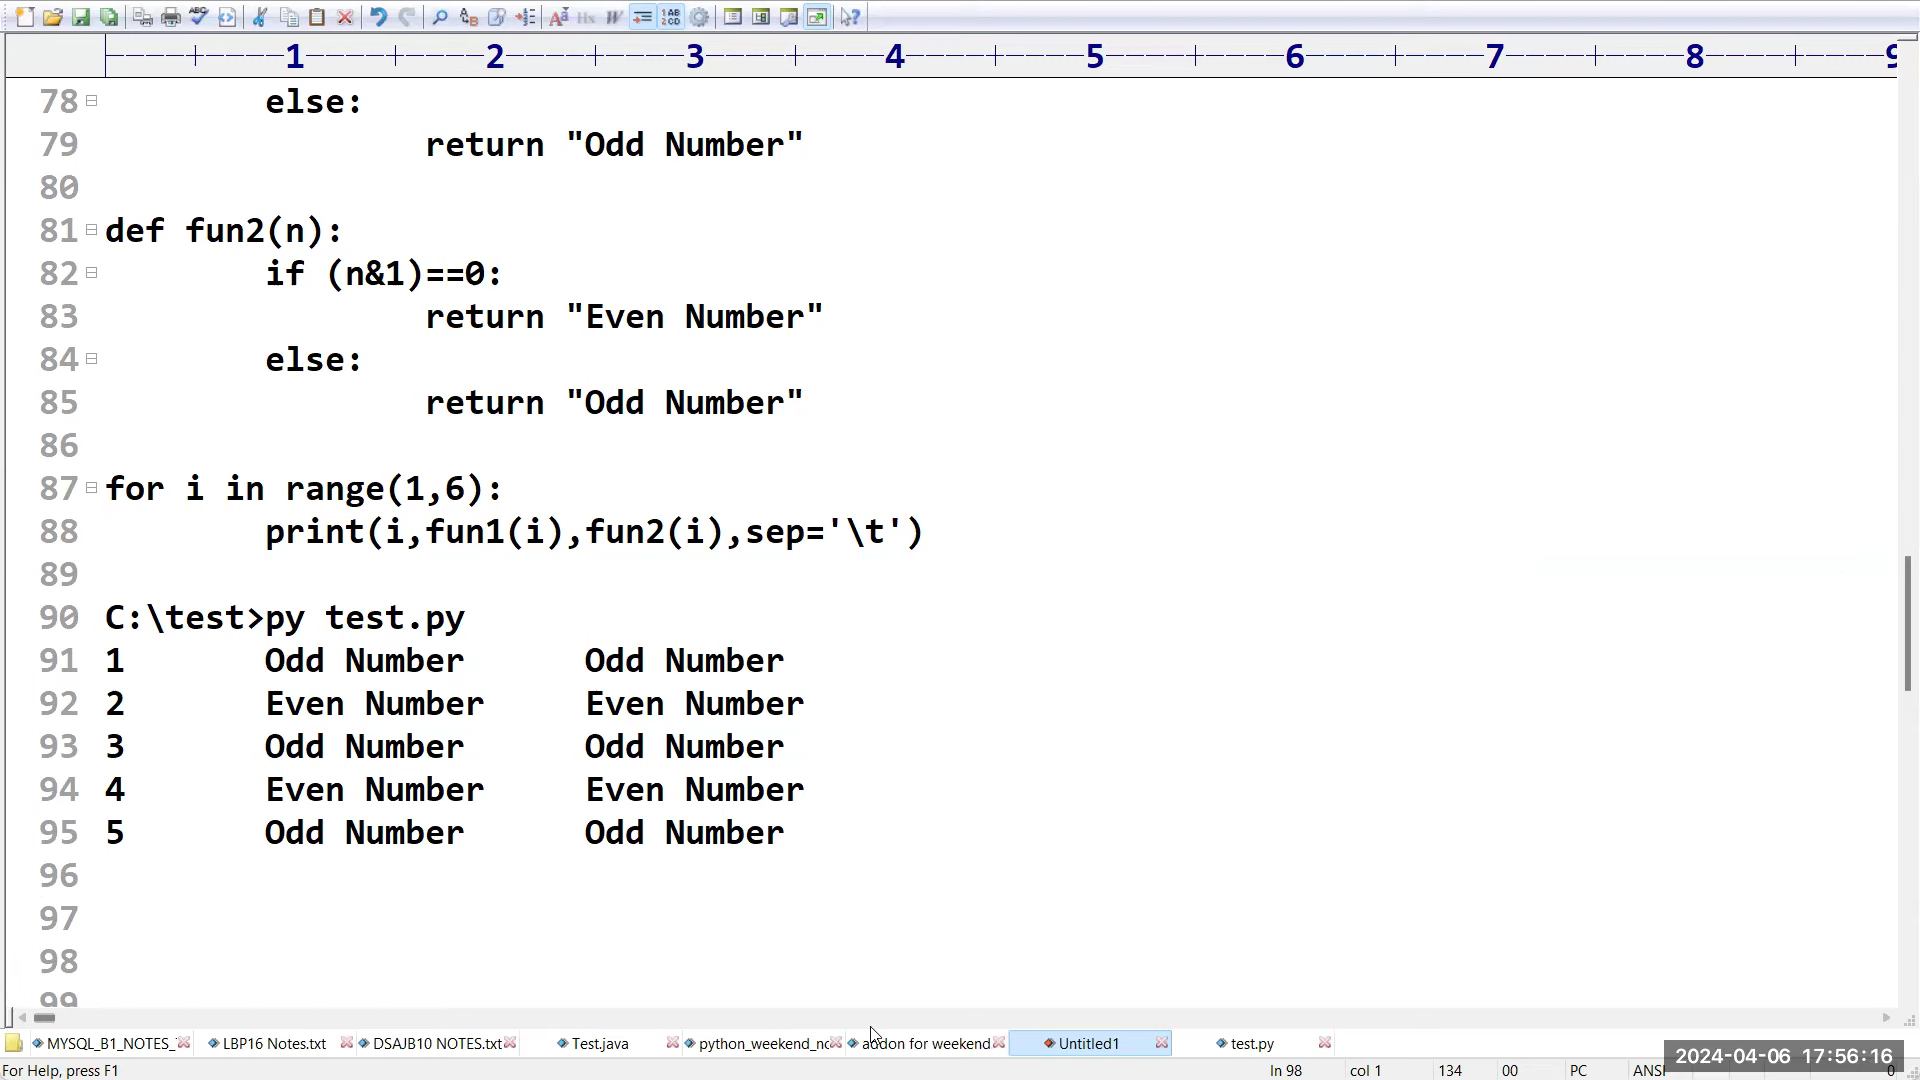 1 2 3 4 5 6 7 8 9
78 else:
79 return "Odd Number"
80
81 def fun2(n):
82 if (n&1)==0:
83 return "Even Number"
84 else:
85 return "Odd Number"
86
87 for i in range(1,6):
88 print(i,fun1(i),fun2(i),sep='\t')
89
90 C:\test>py test.py
91 1 Odd Number Odd Number
92 2 Even Number Even Number
93 3 Odd Number Odd Number
94 4 Even Number Even Number
95 5 Odd Number Odd Number
96
97
98
99
MYSQL_B1_NOTES_ LBP16 Notes.txt DSAJB10 NOTES.txt Test.java python_weekend_no addon for weekend Untitled1 test.py
2024-04-06 17:56:16
For Help, press F1 ln 98 col 1 134 00 PC ANSI 0